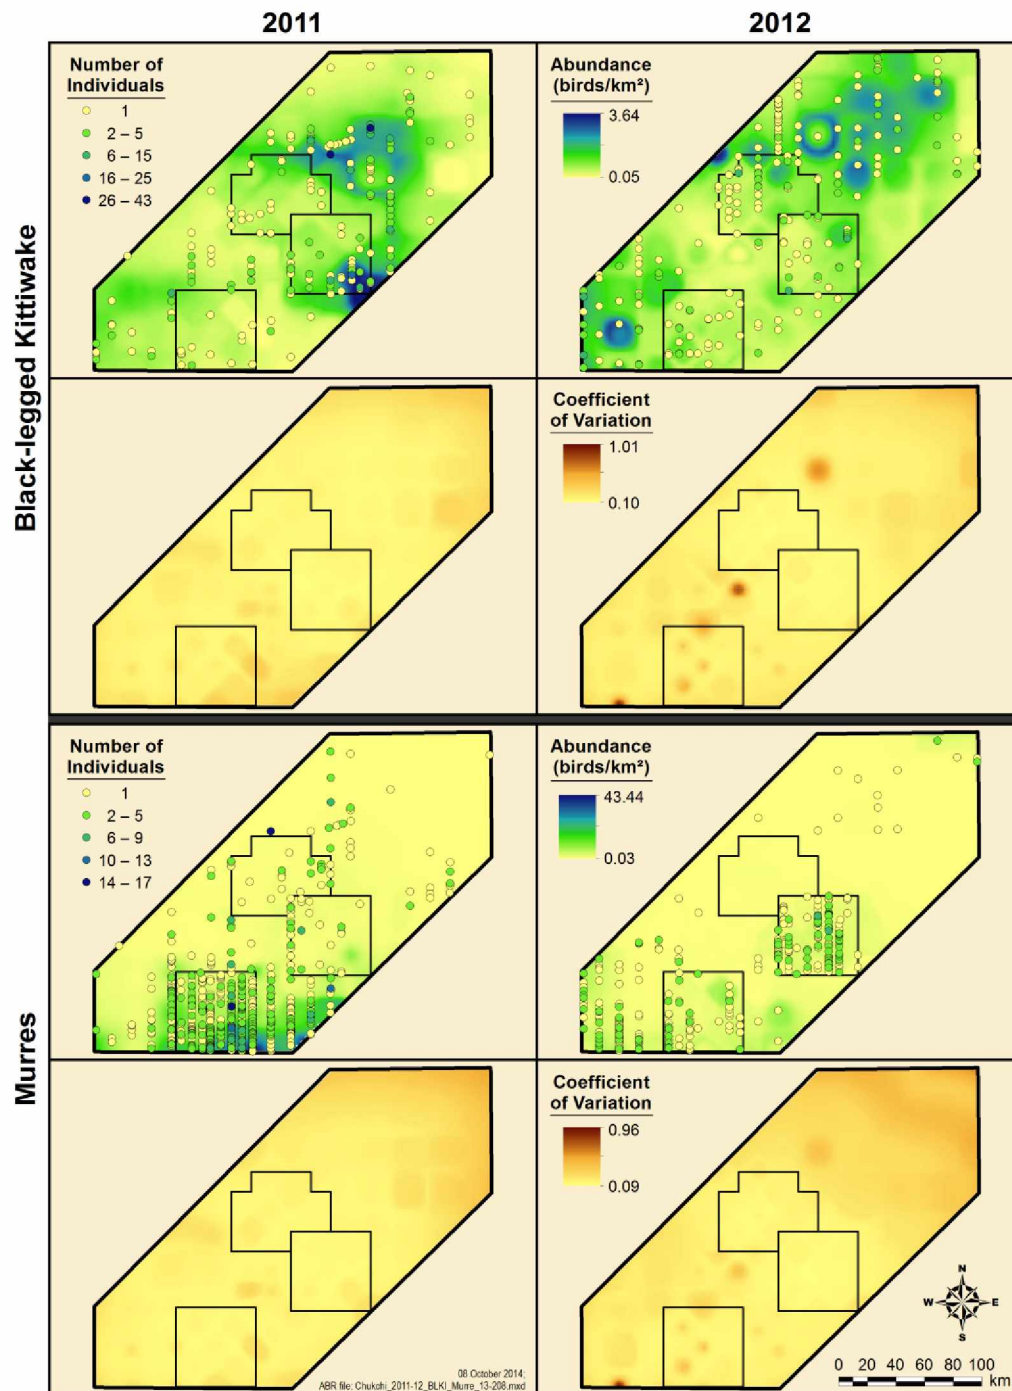 2011
2012
Black-legged Kittiwake
Number of
Individuals
1
2 – 5
6 – 15
16 – 25
26 – 43
Abundance
(birds/km²)
3.64
0.05
Coefficient
of Variation
1.01
0.10
Murres
Number of
Individuals
1
2 – 5
6 – 9
10 – 13
14 – 17
Abundance
(birds/km²)
43.44
0.03
Coefficient
of Variation
0.96
0.09
N
W
E
S
08 October 2014;
ABR file: Chukchi_2011-12_BLKI_Murre_13-208.mxd
0 20 40 60 80 100
km